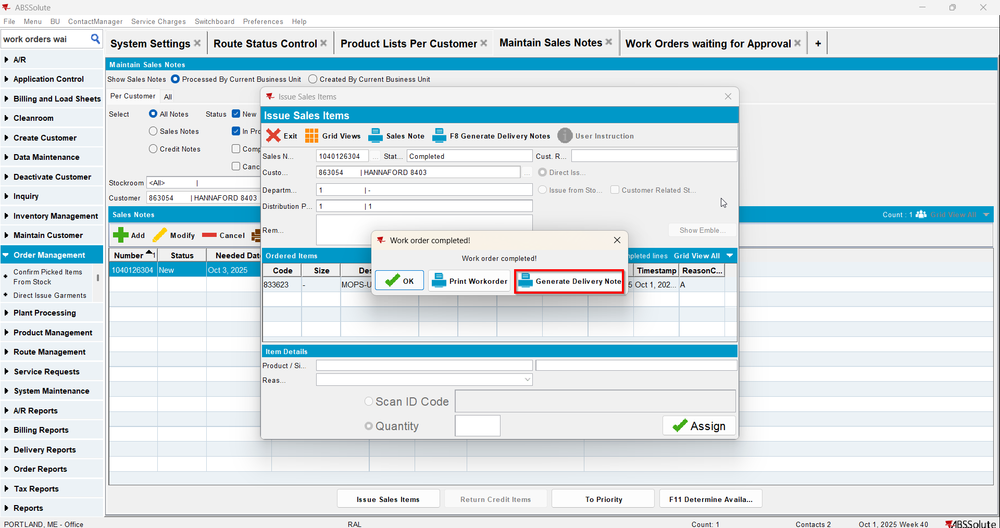 ABSSolute
File Menu BU ContactManager Service Charges Switchboard Preferences Help
work orders wai
System Settings
Route Status Control
Product Lists Per Customer
Maintain Sales Notes
Work Orders waiting for Approval
+
A/R
Application Control
Billing and Load Sheets
Cleanroom
Create Customer
Data Maintenance
Deactivate Customer
Inquiry
Inventory Management
Maintain Customer
Order Management
Confirm Picked Items
From Stock
Direct Issue Garments
Plant Processing
Product Management
Route Management
Service Requests
System Maintenance
A/R Reports
Billing Reports
Delivery Reports
Order Reports
Tax Reports
Reports
Maintain Sales Notes
Show Sales Notes Processed By Current Business Unit Created By Current Business Unit
Per Customer All
Select All Notes Status New
Sales Notes In Pro
Credit Notes Comp
Canc
Stockroom <All> |
Customer 863054 | HANNAFORD 8403
Sales Notes
Count : 1 Grid View All
Add Modify Cancel
Number 1 Status Needed Dat
1040126304 New Oct 3, 2025
Issue Sales Items
Issue Sales Items
Exit Grid Views Sales Note F8 Generate Delivery Notes User Instruction
Sales N... 1040126304 ... Stat... Completed Cust. R...
Custo... 863054 | HANNAFORD 8403 ... Direct Iss...
Departm... 1 | - Issue from Sto... Customer Related St...
Distribution P... 1 | 1
Rem...
Show Emble...
Ordered Items
pleted lines Grid View All
Code Size Des Timestamp ReasonC...
833623 - MOPS-U 5 Oct 1, 202... A
Work order completed!
Work order completed!
OK Print Workorder Generate Delivery Note
Item Details
Product / Si...
Reas...
Scan ID Code
Quantity
Assign
Issue Sales Items Return Credit Items To Priority F11 Determine Availa...
PORTLAND, ME - Office RAL Count: 1 Contacts 2 Oct 1, 2025 Week 40 ABSSolute